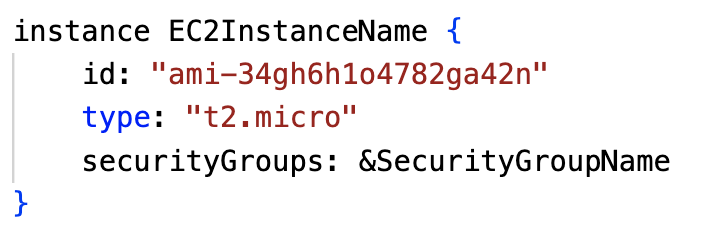 instance EC2InstanceName {
    id: "ami-34gh6h1o4782ga42n"
    type: "t2.micro"
    securityGroups: &SecurityGroupName
}